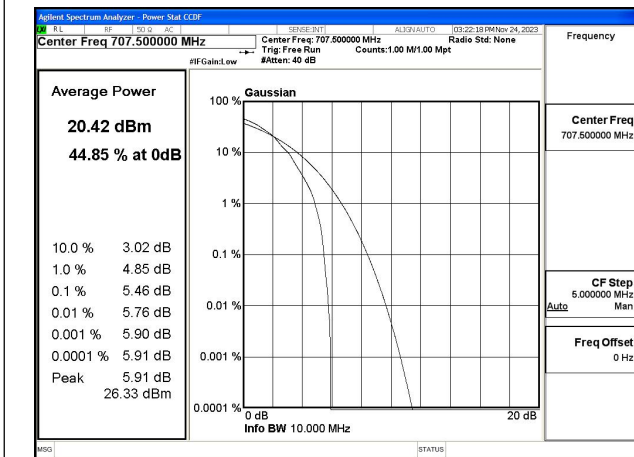 Agilent Spectrum Analyzer - Power Stat CCDF
RL RF 50 Ω AC SENSE:INT ALIGN AUTO 03:22:18 PM Nov 24, 2023
Center Freq 707.500000 MHz
Center Freq: 707.500000 MHz Radio Std: None
Trig: Free Run Counts:1.00 M/1.00 Mpt
#IFGain:Low #Atten: 40 dB
Frequency
Average Power
20.42 dBm
44.85 % at 0dB
10.0 % 3.02 dB
1.0 % 4.85 dB
0.1 % 5.46 dB
0.01 % 5.76 dB
0.001 % 5.90 dB
0.0001 % 5.91 dB
Peak 5.91 dB
26.33 dBm
Gaussian
100 %
10 %
1 %
0.1 %
0.01 %
0.001 %
0.0001 %
0 dB 20 dB
Info BW 10.000 MHz
Center Freq
707.500000 MHz
CF Step
5.000000 MHz
Auto Man
Freq Offset
0 Hz
MSG STATUS